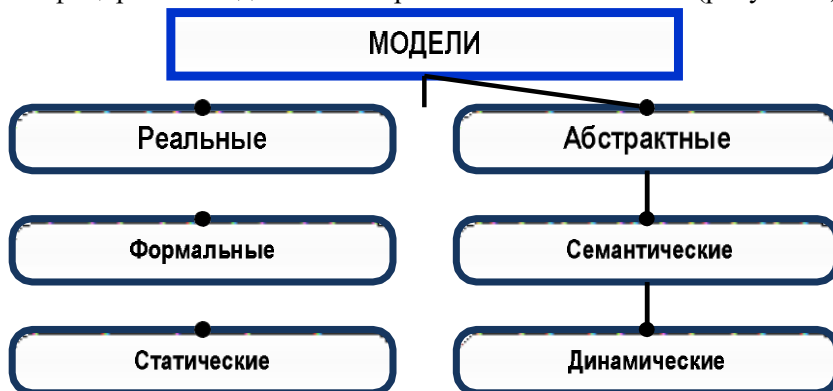 МОДЕЛИ
Реальные
Абстрактные
Формальные
Семантические
Статические
Динамические